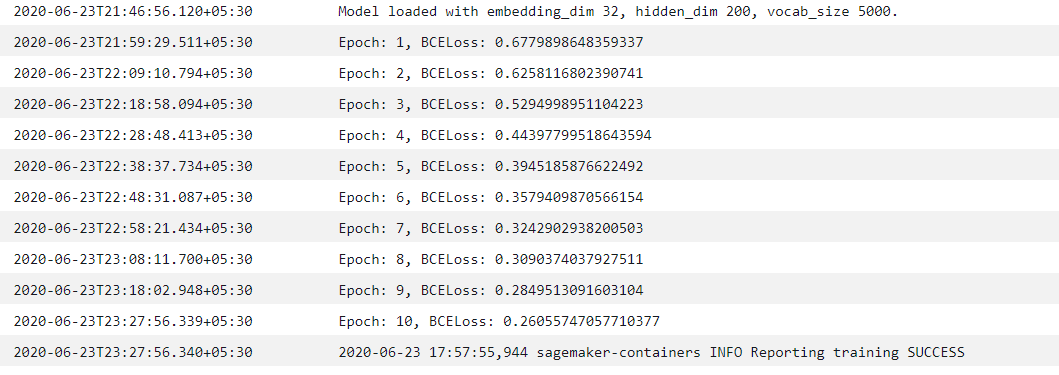 2020-06-23T21:46:56.120+05:30 Model loaded with embedding_dim 32, hidden_dim 200, vocab_size 5000.
2020-06-23T21:59:29.511+05:30 Epoch: 1, BCELoss: 0.6779898648359337
2020-06-23T22:09:10.794+05:30 Epoch: 2, BCELoss: 0.6258116802390741
2020-06-23T22:18:58.094+05:30 Epoch: 3, BCELoss: 0.5294998951104223
2020-06-23T22:28:48.413+05:30 Epoch: 4, BCELoss: 0.44397799518643594
2020-06-23T22:38:37.734+05:30 Epoch: 5, BCELoss: 0.3945185876622492
2020-06-23T22:48:31.087+05:30 Epoch: 6, BCELoss: 0.3579409870566154
2020-06-23T22:58:21.434+05:30 Epoch: 7, BCELoss: 0.3242902938200503
2020-06-23T23:08:11.700+05:30 Epoch: 8, BCELoss: 0.3090374037927511
2020-06-23T23:18:02.948+05:30 Epoch: 9, BCELoss: 0.2849513091603104
2020-06-23T23:27:56.339+05:30 Epoch: 10, BCELoss: 0.26055747057710377
2020-06-23T23:27:56.340+05:30 2020-06-23 17:57:55,944 sagemaker-containers INFO Reporting training SUCCESS